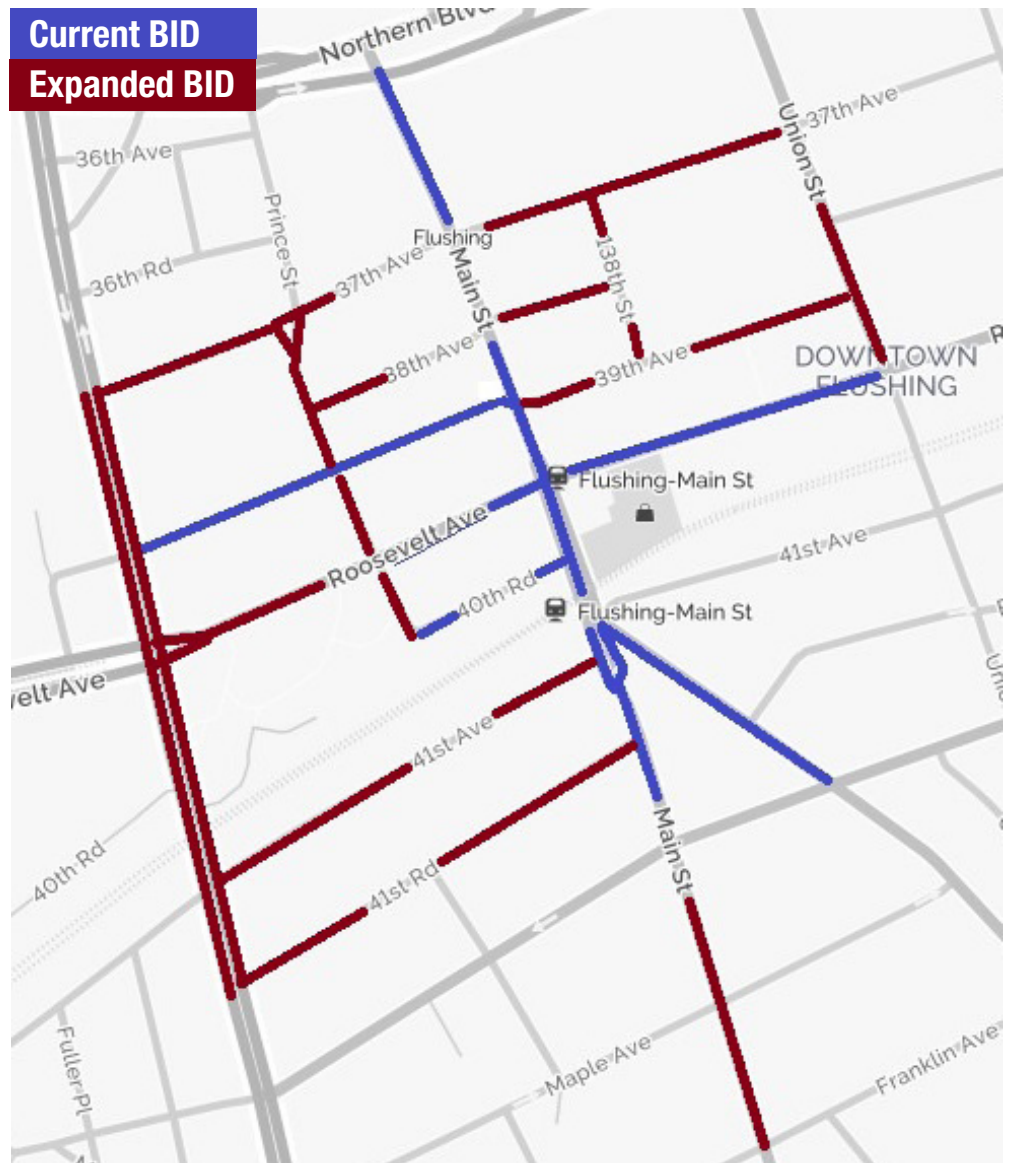 Current BID
Expanded BID
Northern Blvd
37th Ave
Union St
36th Ave
Prince St
Flushing
Main St
138th St
37th Ave
36th Rd
38th Ave
39th Ave
DOWNTOWN
FLUSHING
R
Flushing-Main St
Roosevelt Ave
41st Ave
40th Rd
Flushing-Main St
velt Ave
41st Ave
Main St
40th Rd
41st Rd
Fuller Pl
Maple Ave
Franklin Ave